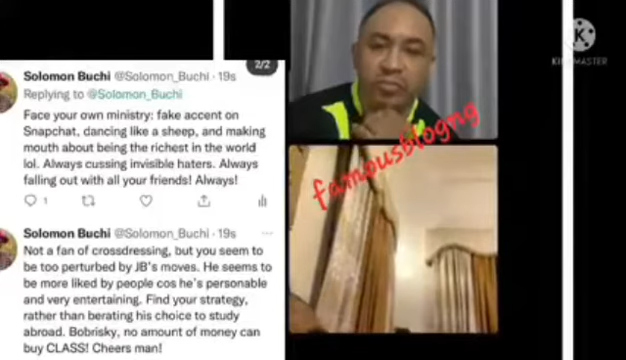 2/2
Solomon Buchi @Solomon_Buchi · 19s
Replying to @Solomon_Buchi
Face your own ministry: fake accent on
Snapchat, dancing like a sheep, and making
mouth about being the richest in the world
lol. Always cussing invisible haters. Always
falling out with all your friends! Always!
1
Solomon Buchi @Solomon_Buchi · 19s
Not a fan of crossdressing, but you seem to
be too perturbed by JB's moves. He seems to
be more liked by people cos he's personable
and very entertaining. Find your strategy,
rather than berating his choice to study
abroad. Bobrisky, no amount of money can
buy CLASS! Cheers man!
famousblogng
K
KINEMASTER